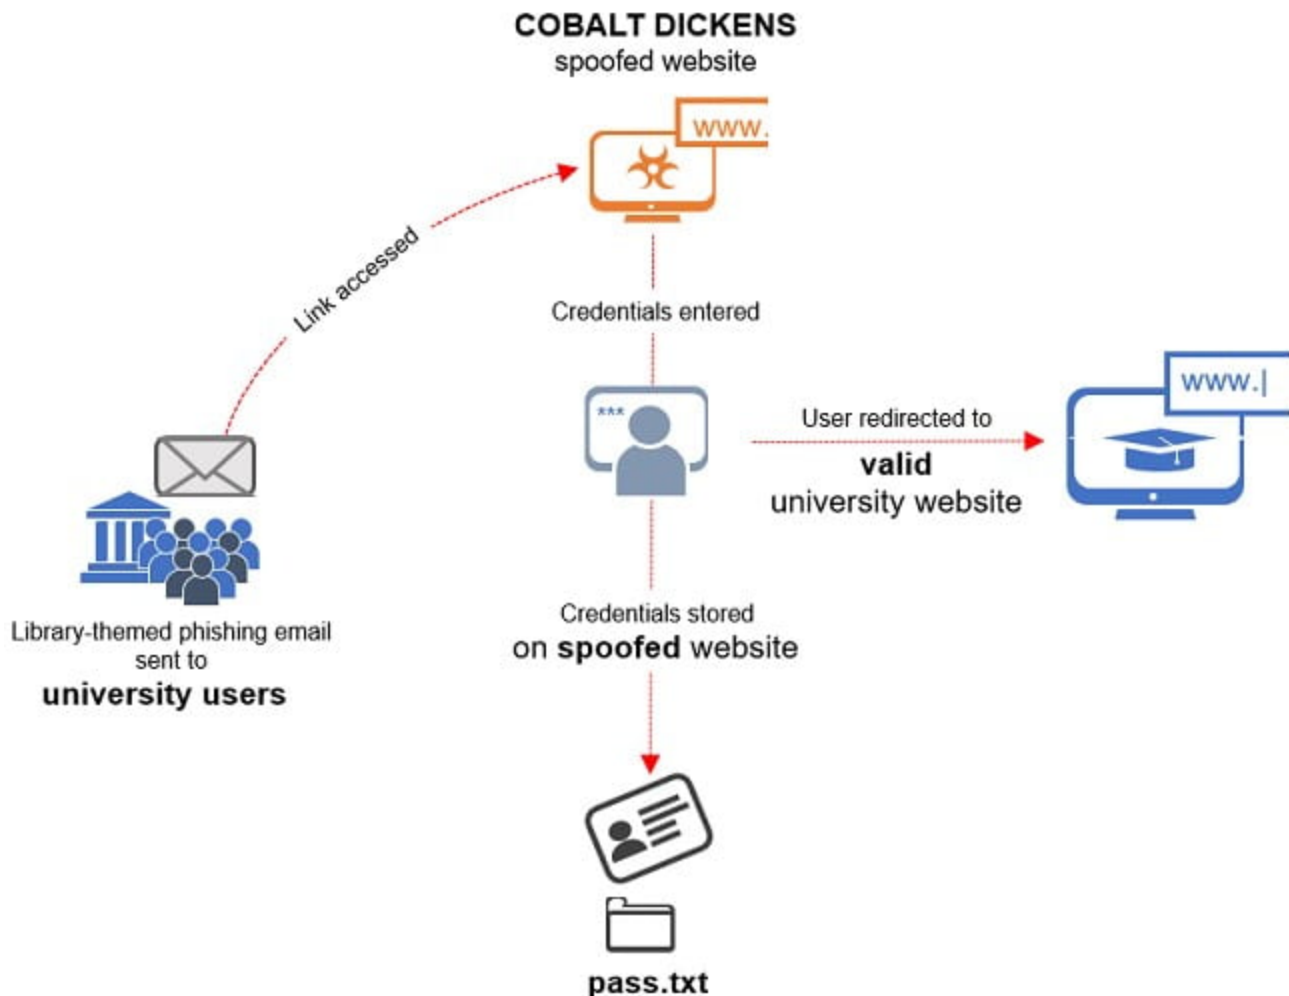 COBALT DICKENS
spoofed website
www.
Link accessed
Credentials entered
***
User redirected to
valid
university website
www.|
Library-themed phishing email
sent to
university users
Credentials stored
on spoofed website
pass.txt